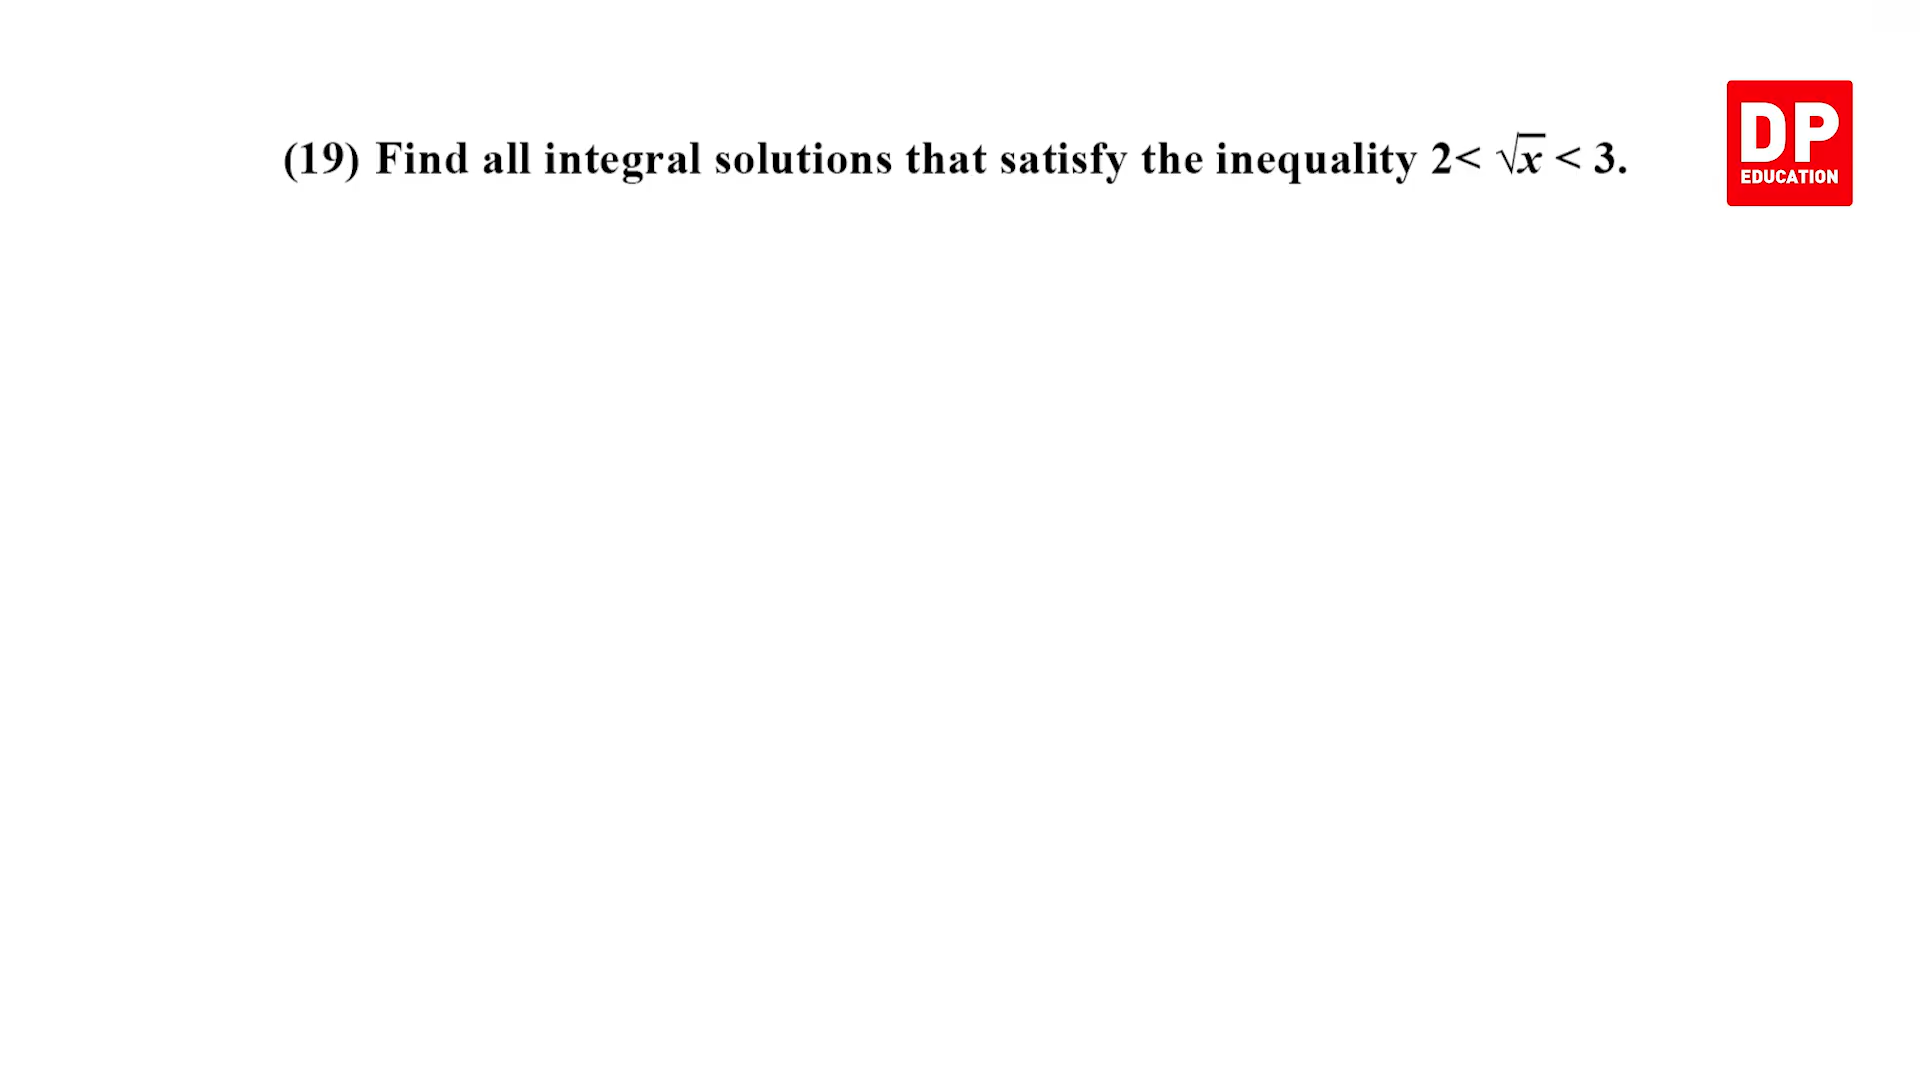 (19) Find all integral solutions that satisfy the inequality 2< √x < 3.
DP
EDUCATION